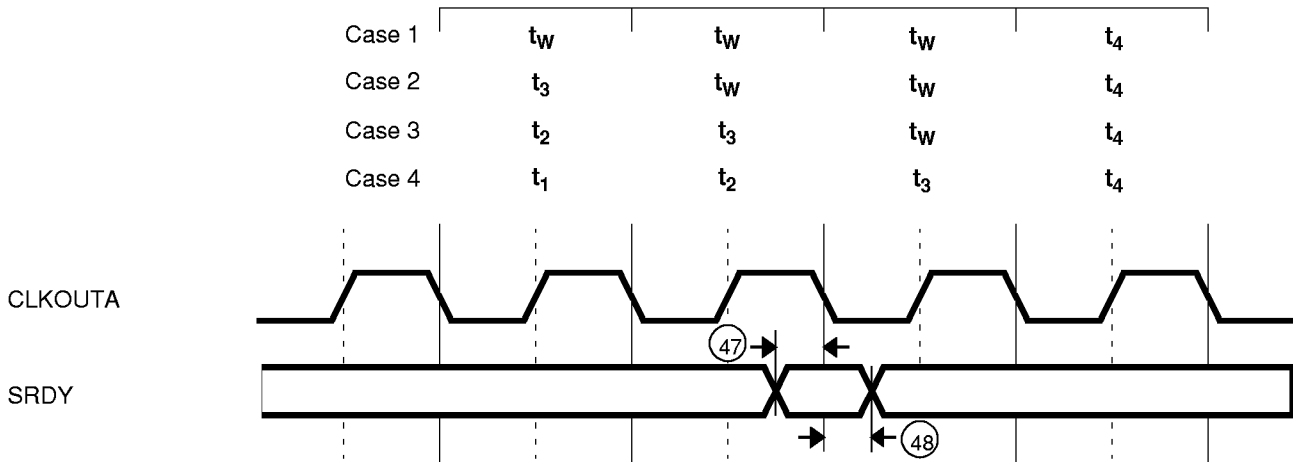 Case 1 tW tW tW t4
Case 2 t3 tW tW t4
Case 3 t2 t3 tW t4
Case 4 t1 t2 t3 t4
CLKOUTA
47
SRDY
48